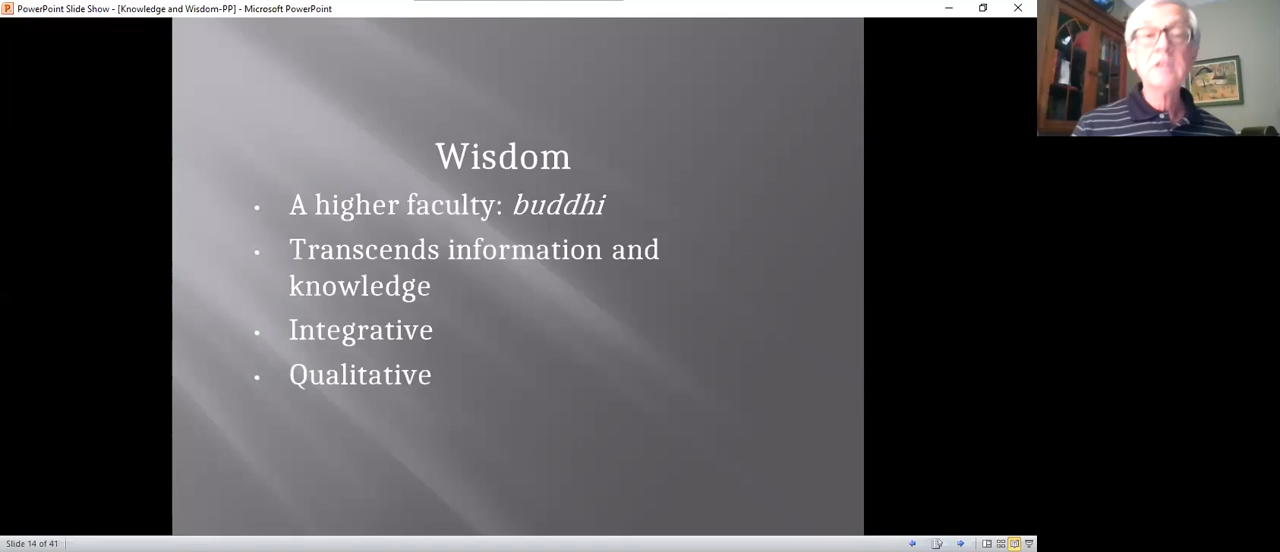 PowerPoint Slide Show - [Knowledge and Wisdom-PP] - Microsoft PowerPoint
Wisdom
• A higher faculty: buddhi
• Transcends information and
knowledge
• Integrative
• Qualitative
Slide 14 of 41